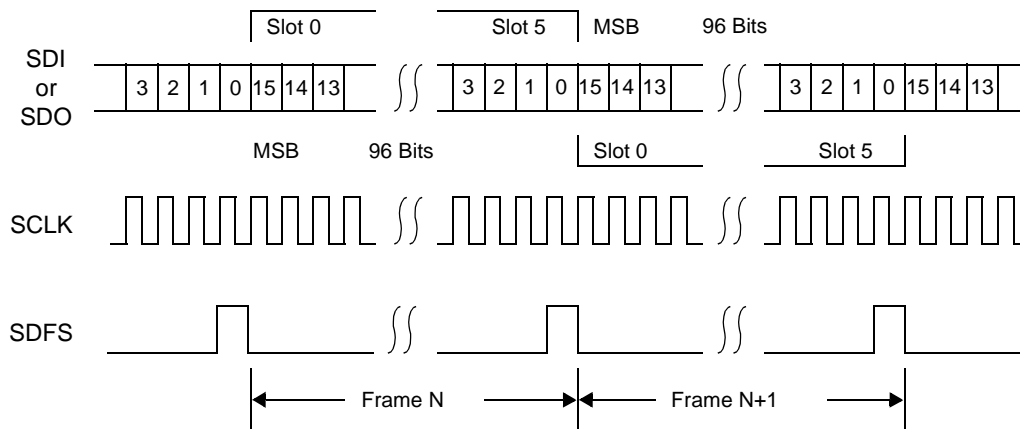 Slot 0 Slot 5 MSB 96 Bits
SDI
or
SDO
3 2 1 0 15 14 13 3 2 1 0 15 14 13 3 2 1 0 15 14 13
MSB 96 Bits Slot 0 Slot 5
SCLK
SDFS
Frame N Frame N+1